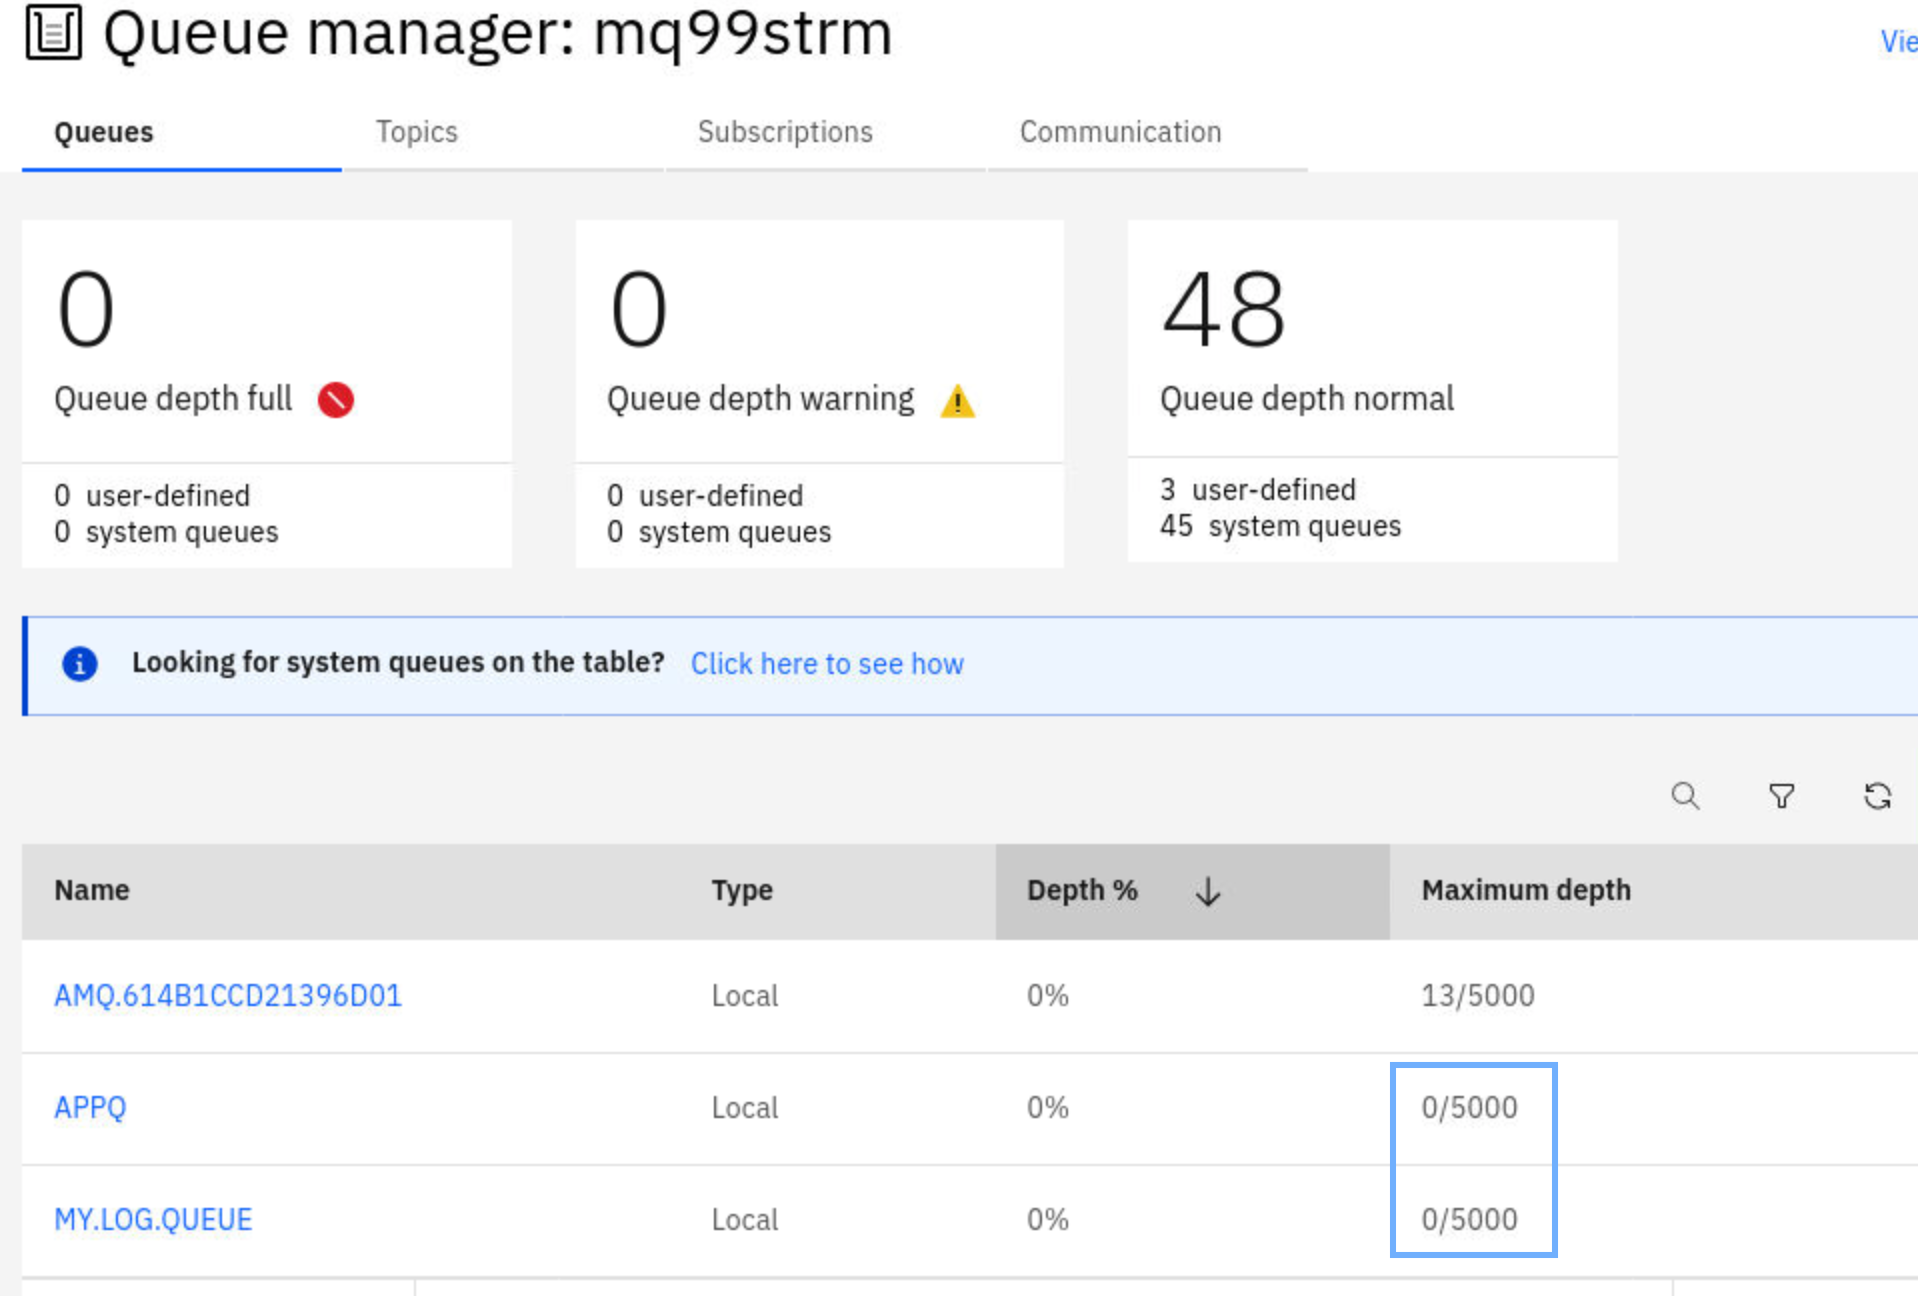 Queue manager: mq99strm
Vie
Queues Topics Subscriptions Communication
0 0 48
Queue depth full Queue depth warning Queue depth normal
0 user-defined 0 user-defined 3 user-defined
0 system queues 0 system queues 45 system queues
Looking for system queues on the table? Click here to see how
Name Type Depth % Maximum depth
AMQ.614B1CCD21396D01 Local 0% 13/5000
APPQ Local 0% 0/5000
MY.LOG.QUEUE Local 0% 0/5000